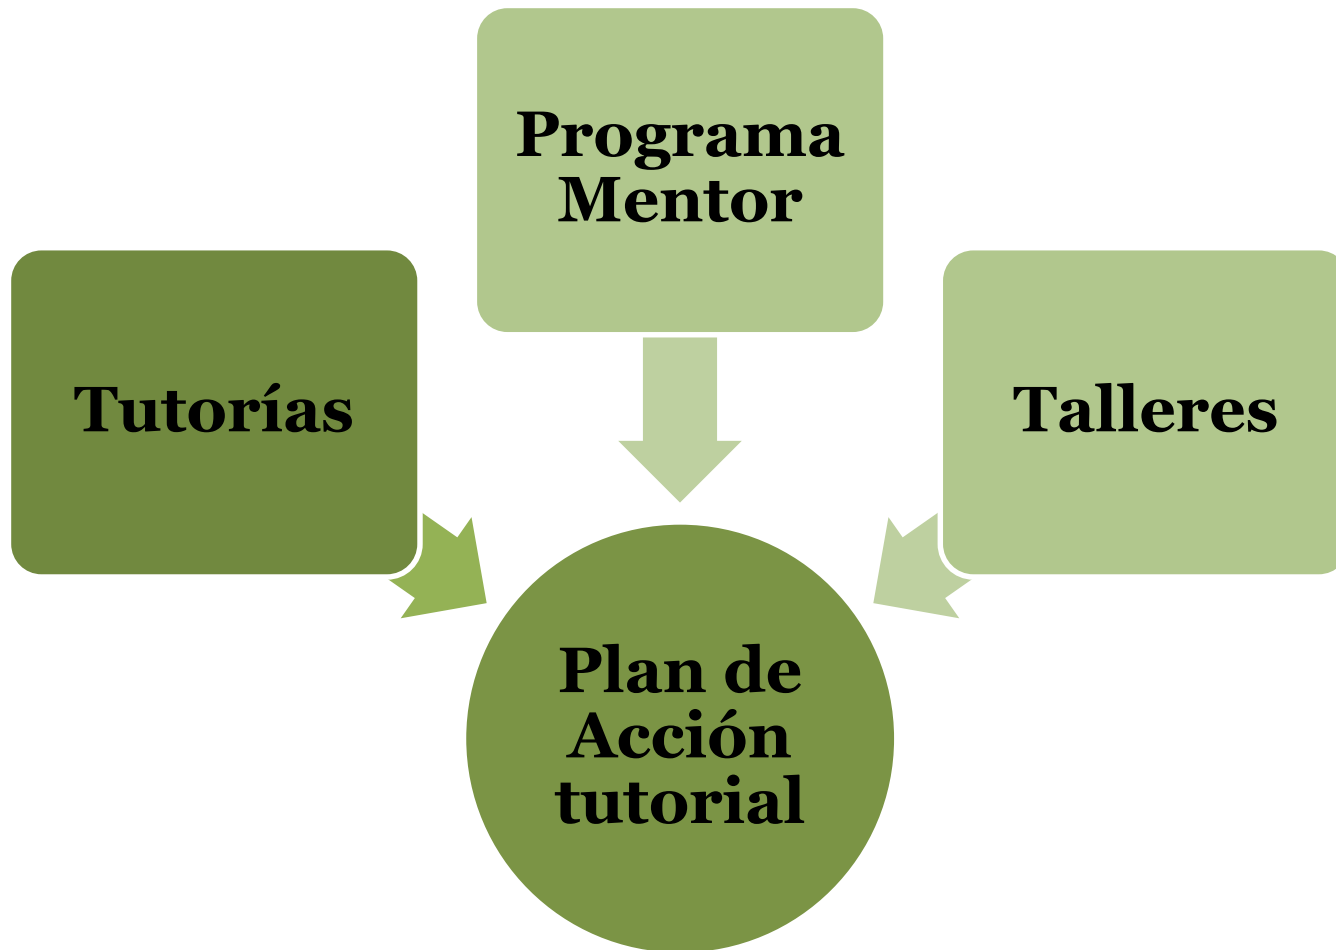 Programa
Mentor
Tutorías
Talleres
Plan de
Acción
tutorial